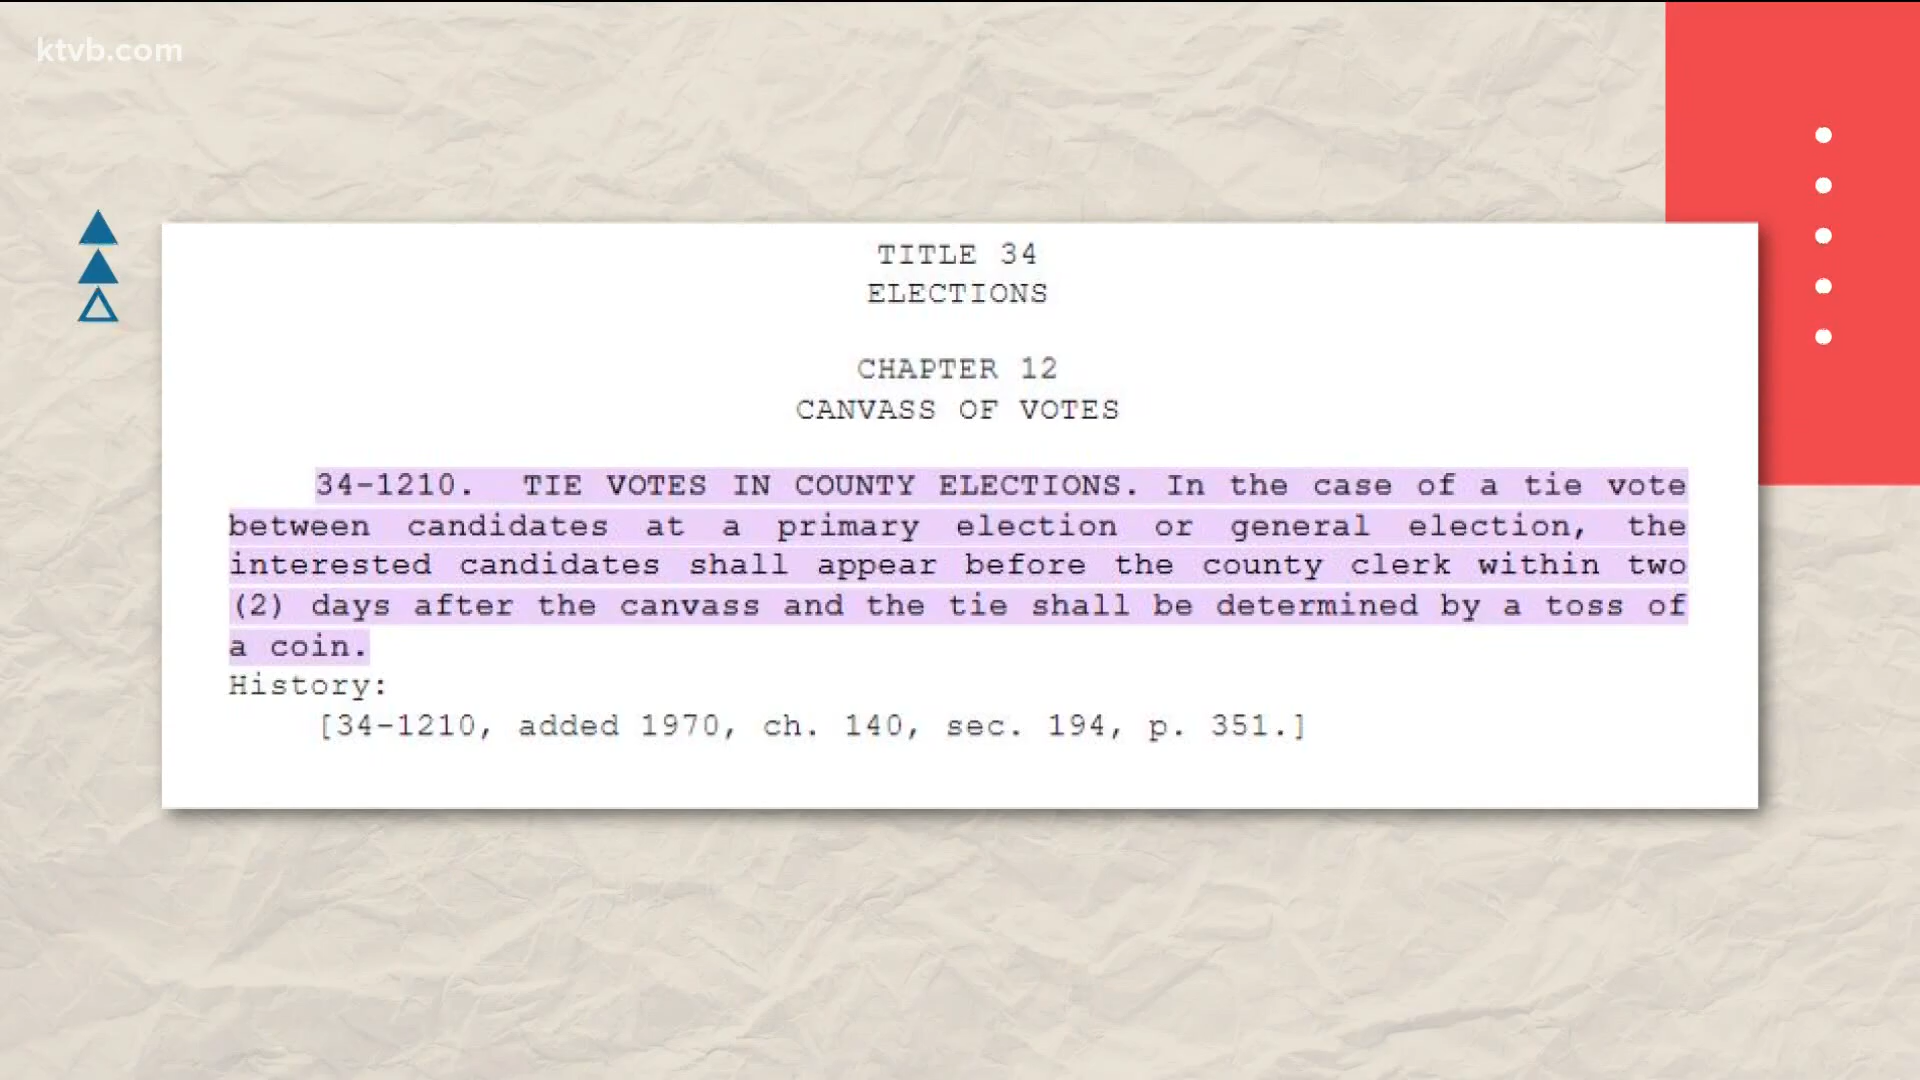 ktvb.com
TITLE 34
ELECTIONS
CHAPTER 12
CANVASS OF VOTES
34-1210. TIE VOTES IN COUNTY ELECTIONS. In the case of a tie vote
between candidates at a primary election or general election, the
interested candidates shall appear before the county clerk within two
(2) days after the canvass and the tie shall be determined by a toss of
a coin.
History:
[34-1210, added 1970, ch. 140, sec. 194, p. 351.]